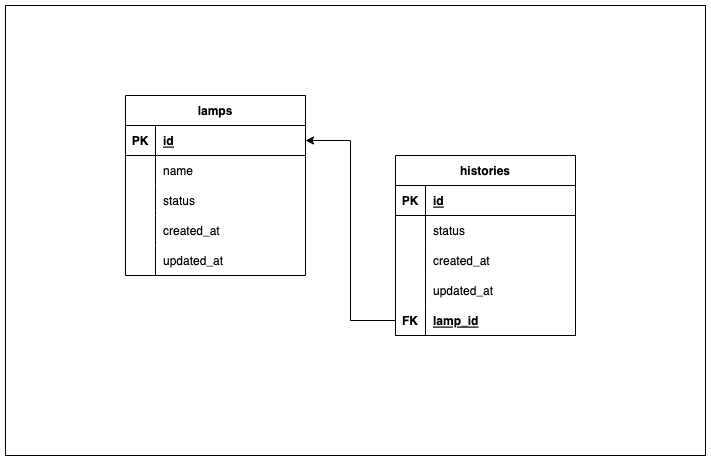 lamps
PK id
name
status
created_at
updated_at
histories
PK id
status
created_at
updated_at
FK lamp_id